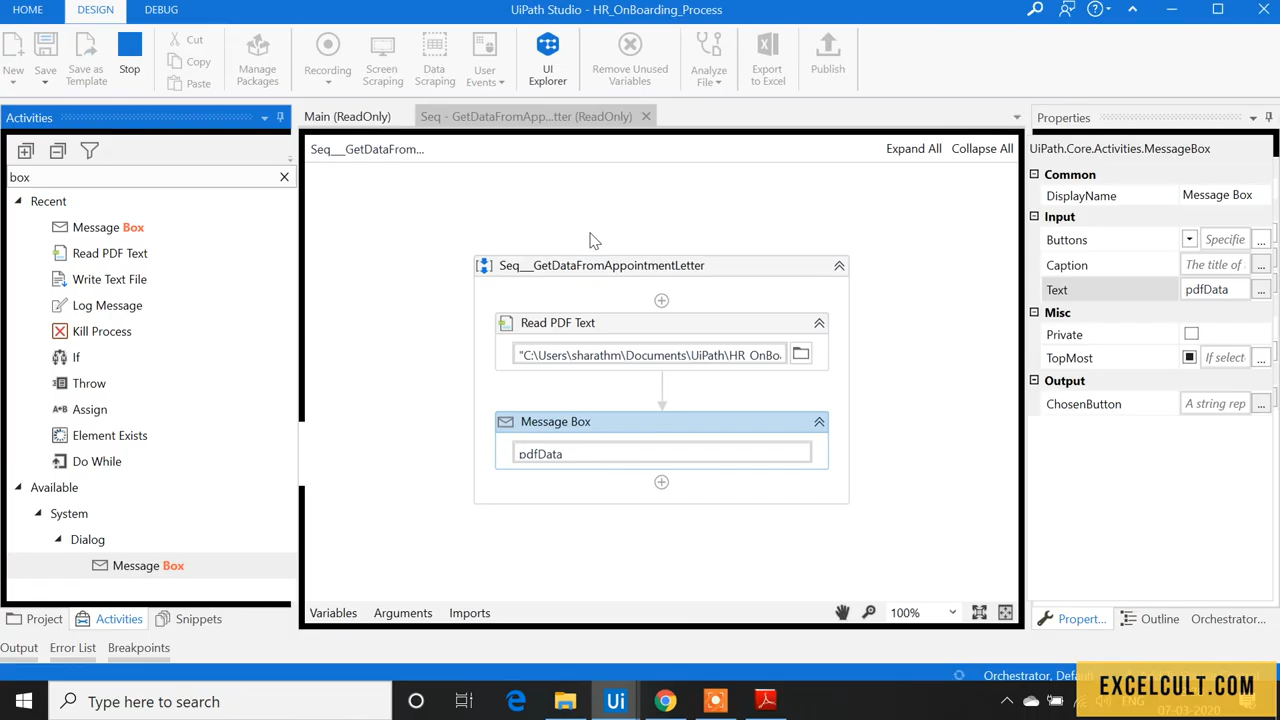 HOME
DESIGN
DEBUG
UiPath Studio - HR_OnBoarding_Process
New
Save
Save as Template
Stop
Cut
Copy
Paste
Manage Packages
Recording
Screen Scraping
Data Scraping
User Events
UI Explorer
Remove Unused Variables
Analyze File
Export to Excel
Publish
Activities
Main (ReadOnly)
Seq - GetDataFromApp...tter (ReadOnly)
Properties
Seq__GetDataFrom...
Expand All
Collapse All
UiPath.Core.Activities.MessageBox
box
Recent
Message Box
Read PDF Text
Write Text File
Log Message
Kill Process
If
Throw
Assign
Element Exists
Do While
Available
System
Dialog
Message Box
Seq__GetDataFromAppointmentLetter
Read PDF Text
"C:\Users\sharathm\Documents\UiPath\HR_OnBo
Message Box
pdfData
Common
DisplayName Message Box
Input
Buttons Specifie ...
Caption The title of ...
Text pdfData ...
Misc
Private
TopMost If select ...
Output
ChosenButton A string rep ...
Variables Arguments Imports
100%
Project
Activities
Snippets
Propert...
Outline
Orchestrator...
Output
Error List
Breakpoints
Orchestrator, Def
Type here to search
Ui
ENG
07-03-2020
EXCELCULT.COM